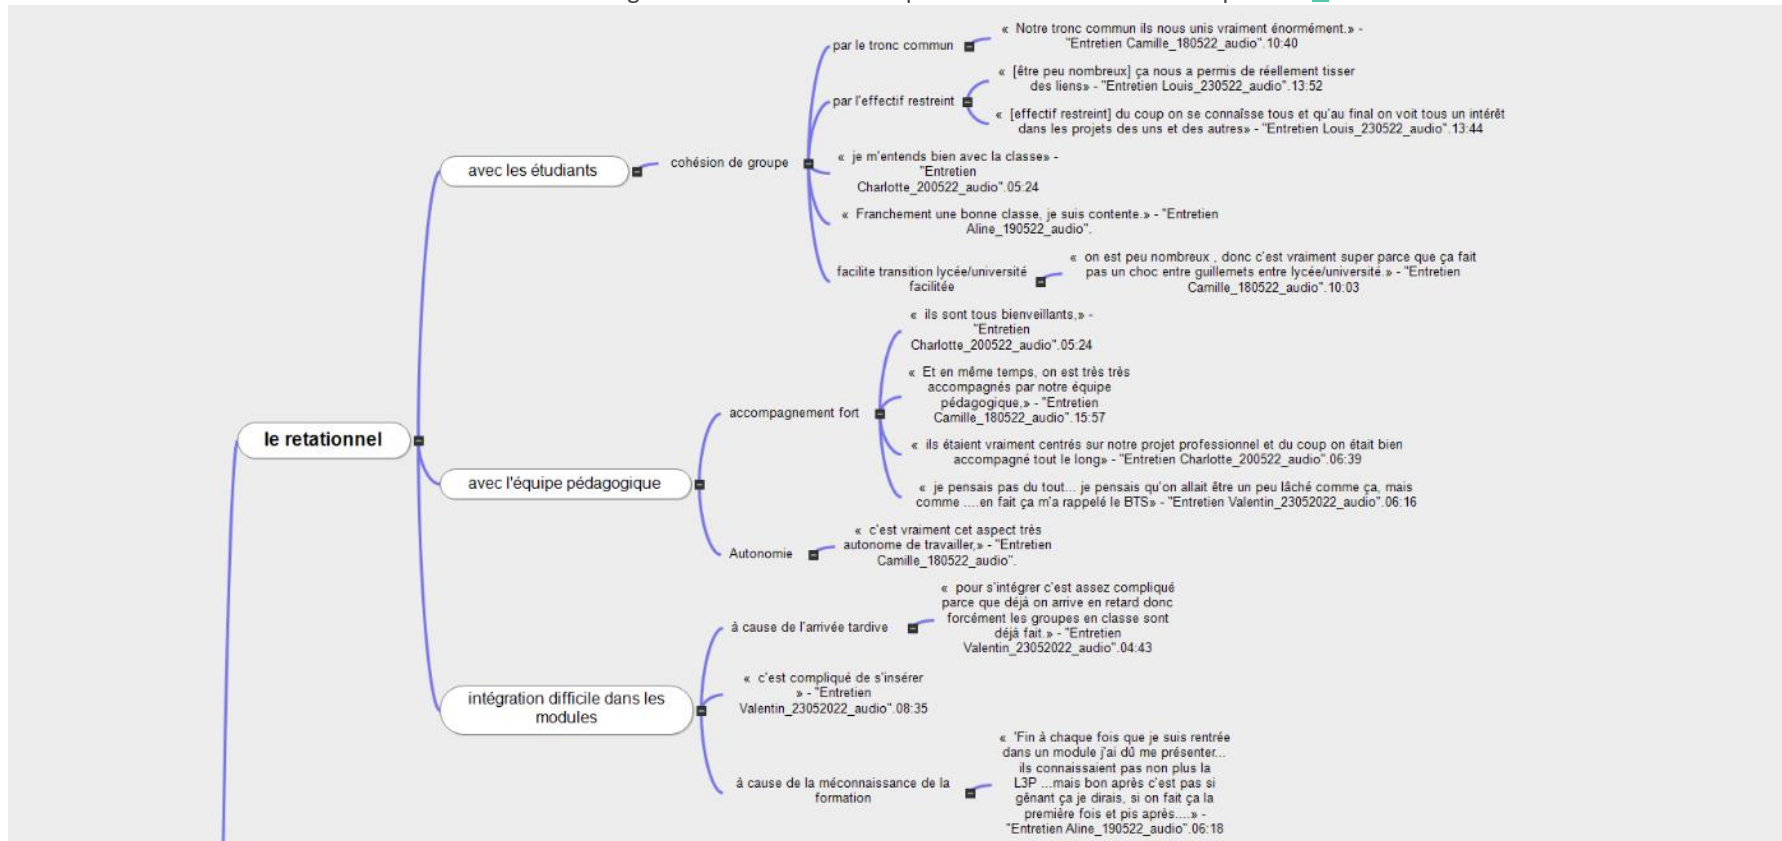 par le tronc commun
« Notre tronc commun ils nous unis vraiment énormément.» -
"Entretien Camille_180522_audio".10:40
par l'effectif restreint
« [être peu nombreux] ça nous a permis de réellement tisser
des liens» - "Entretien Louis_230522_audio".13:52
« [effectif restreint] du coup on se connaîsse tous et qu'au final on voit tous un intérêt
dans les projets des uns et des autres» - "Entretien Louis_230522_audio".13:44
avec les étudiants
cohésion de groupe
« je m'entends bien avec la classe» -
"Entretien
Charlotte_200522_audio".05:24
« Franchement une bonne classe, je suis contente.» - "Entretien
Aline_190522_audio".
facilite transition lycée/université
facilitée
« on est peu nombreux , donc c'est vraiment super parce que ça fait
pas un choc entre guillemets entre lycée/université.» - "Entretien
Camille_180522_audio".10:03
le retationnel
avec l'équipe pédagogique
accompagnement fort
« ils sont tous bienveillants,» -
"Entretien
Charlotte_200522_audio".05:24
« Et en même temps, on est très très
accompagnés par notre équipe
pédagogique,» - "Entretien
Camille_180522_audio".15:57
« ils étaient vraiment centrés sur notre projet professionnel et du coup on était bien
accompagné tout le long» - "Entretien Charlotte_200522_audio".06:39
« je pensais pas du tout... je pensais qu'on allait être un peu lâché comme ça, mais
comme ....en fait ça m'a rappelé le BTS» - "Entretien Valentin_23052022_audio".06:16
Autonomie
« c'est vraiment cet aspect très
autonome de travailler,» - "Entretien
Camille_180522_audio".
intégration difficile dans les
modules
à cause de l'arrivée tardive
« pour s'intégrer c'est assez compliqué
parce que déjà on arrive en retard donc
forcément les groupes en classe sont
déjà fait.» - "Entretien
Valentin_23052022_audio".04:43
« c'est compliqué de s'insérer
» - "Entretien
Valentin_23052022_audio".08:35
à cause de la méconnaissance de la
formation
« 'Fin à chaque fois que je suis rentrée
dans un module j'ai dû me présenter...
ils connaissaient pas non plus la
L3P ...mais bon après c'est pas si
gênant ça je dirais, si on fait ça la
première fois et pis après....» -
"Entretien Aline_190522_audio".06:18